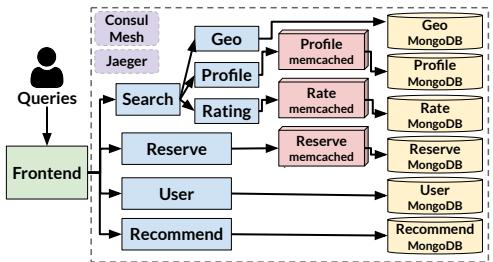 Consul
Mesh
Jaeger
Queries
Frontend
Search
Geo
Profile
Rating
Profile
memcached
Rate
memcached
Reserve
Reserve
memcached
User
Recommend
Geo
MongoDB
Profile
MongoDB
Rate
MongoDB
Reserve
MongoDB
User
MongoDB
Recommend
MongoDB